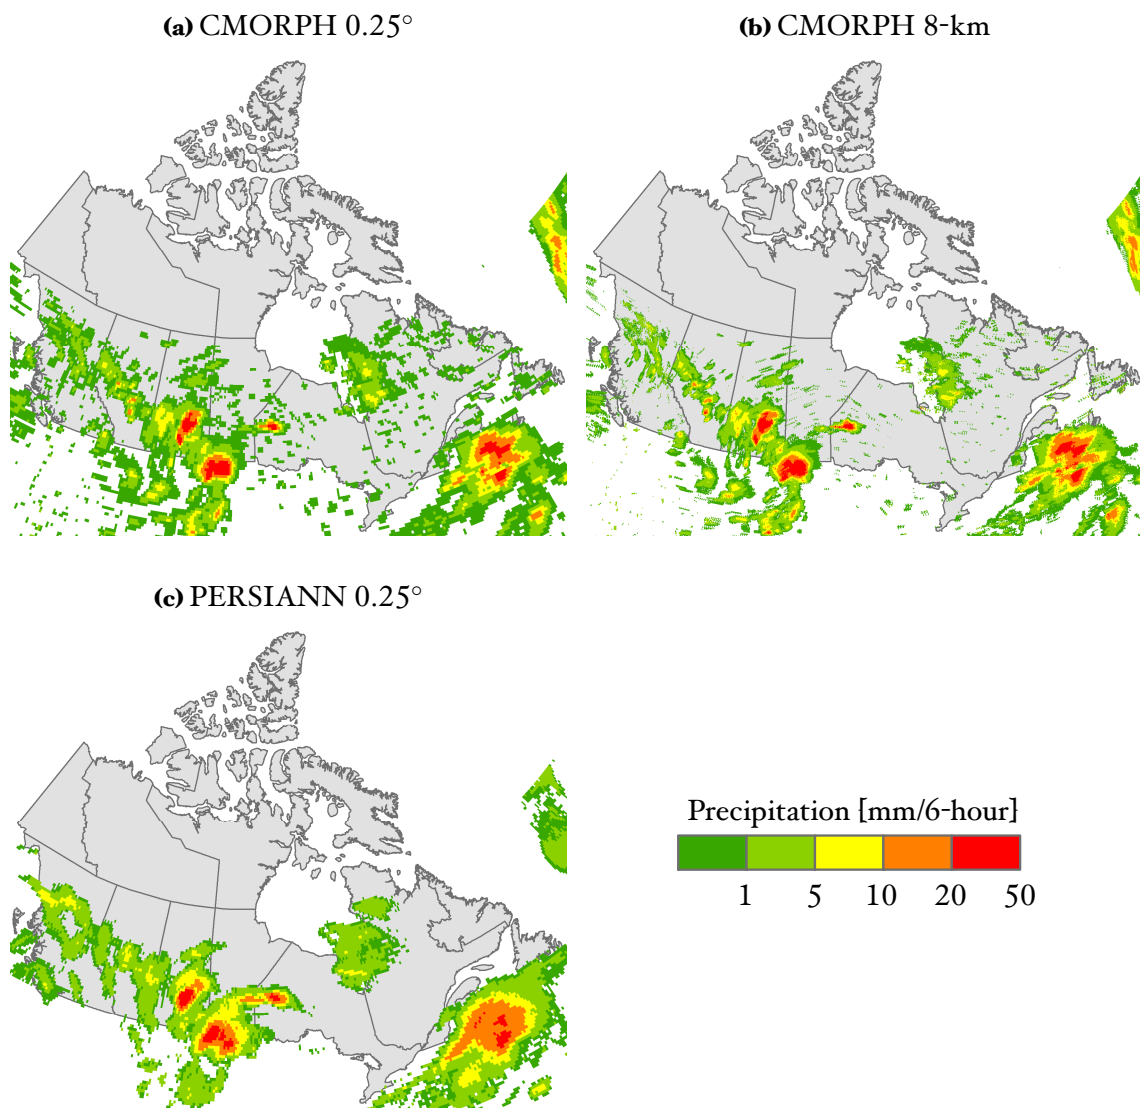 (a) CMORPH 0.25°
(b) CMORPH 8-km
(c) PERSIANN 0.25°
Precipitation [mm/6-hour]
1 5 10 20 50